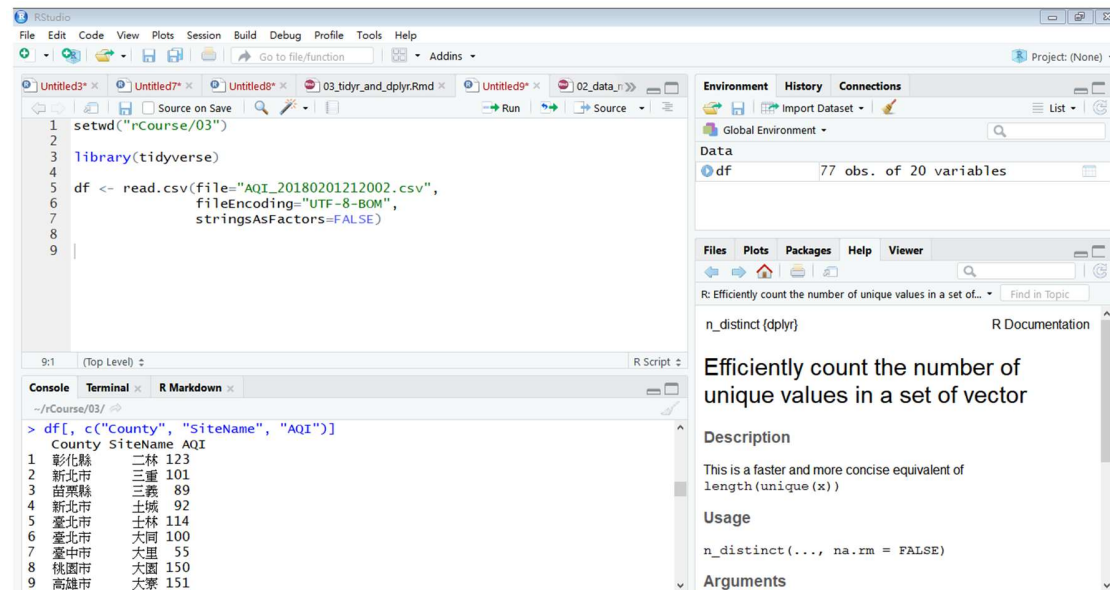 RStudio
File Edit Code View Plots Session Build Debug Profile Tools Help
Go to file/function Addins Project: (None)
Untitled3* Untitled7* Untitled8* 03_tidyr_and_dplyr.Rmd Untitled9* 02_data_
Source on Save Run Source
1 setwd("rCourse/03")
2
3 library(tidyverse)
4
5 df <- read.csv(file="AQI_20180201212002.csv",
6 fileEncoding="UTF-8-BOM",
7 stringsAsFactors=FALSE)
8
9
9:1 (Top Level) R Script
Console Terminal R Markdown
~/rCourse/03/
> df[, c("County", "SiteName", "AQI")]
County SiteName AQI
1 彰化縣 二林 123
2 新北市 三重 101
3 苗栗縣 三義 89
4 新北市 土城 92
5 臺北市 士林 114
6 臺北市 大同 100
7 臺中市 大里 55
8 桃園市 大園 150
9 高雄市 大寮 151
Environment History Connections
Import Dataset List
Global Environment
Data
df 77 obs. of 20 variables
Files Plots Packages Help Viewer
R: Efficiently count the number of unique values in a set of... Find in Topic
n_distinct {dplyr} R Documentation
Efficiently count the number of
unique values in a set of vector
Description
This is a faster and more concise equivalent of
length(unique(x))
Usage
n_distinct(..., na.rm = FALSE)
Arguments